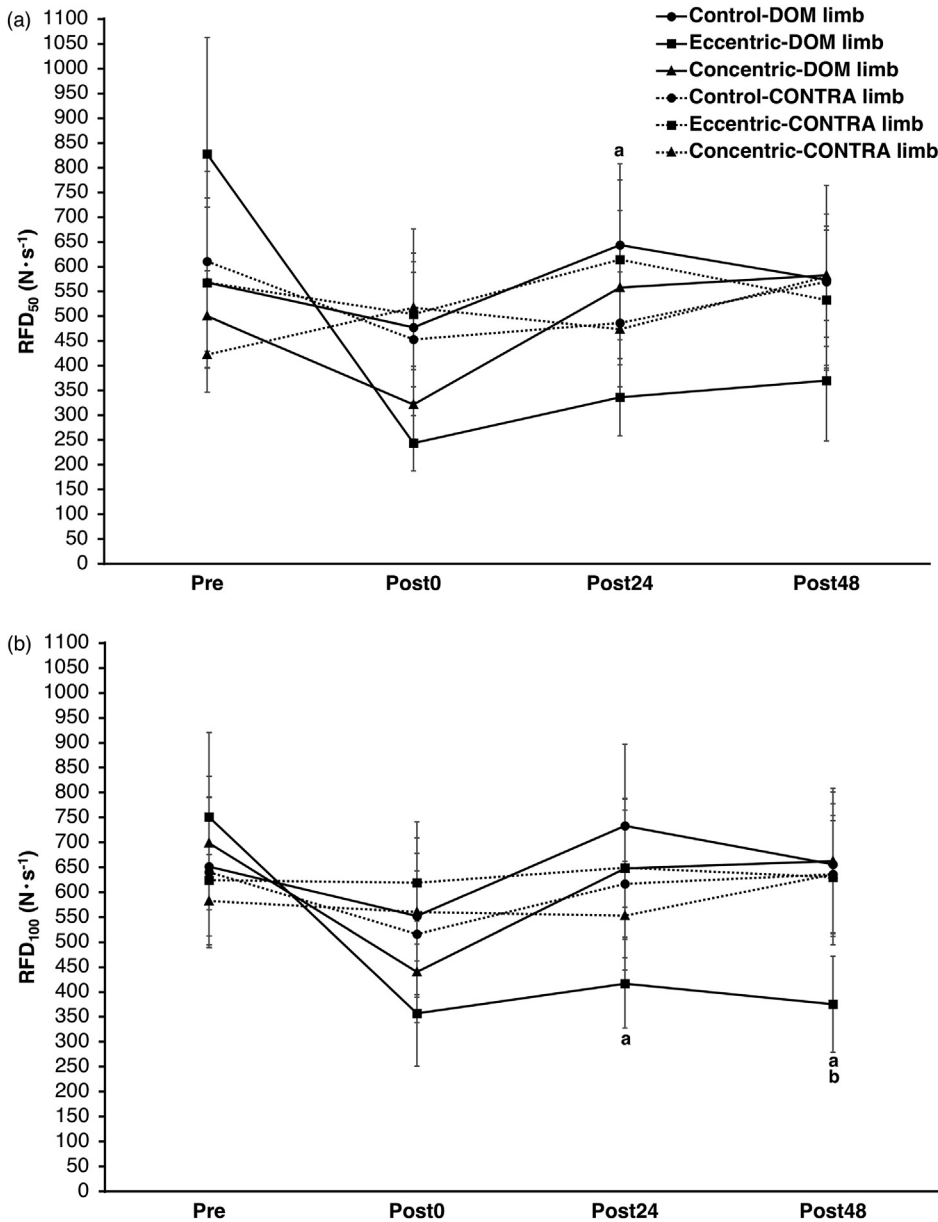 (a)
1100
1050
1000
950
900
850
800
750
700
650
600
550
500
450
400
350
300
250
200
150
100
50
0
RFD50 (N·s-1)
Control-DOM limb
Eccentric-DOM limb
Concentric-DOM limb
Control-CONTRA limb
Eccentric-CONTRA limb
Concentric-CONTRA limb
a
Pre Post0 Post24 Post48
(b)
1100
1050
1000
950
900
850
800
750
700
650
600
550
500
450
400
350
300
250
200
150
100
50
0
RFD100 (N·s-1)
a
a
b
Pre Post0 Post24 Post48